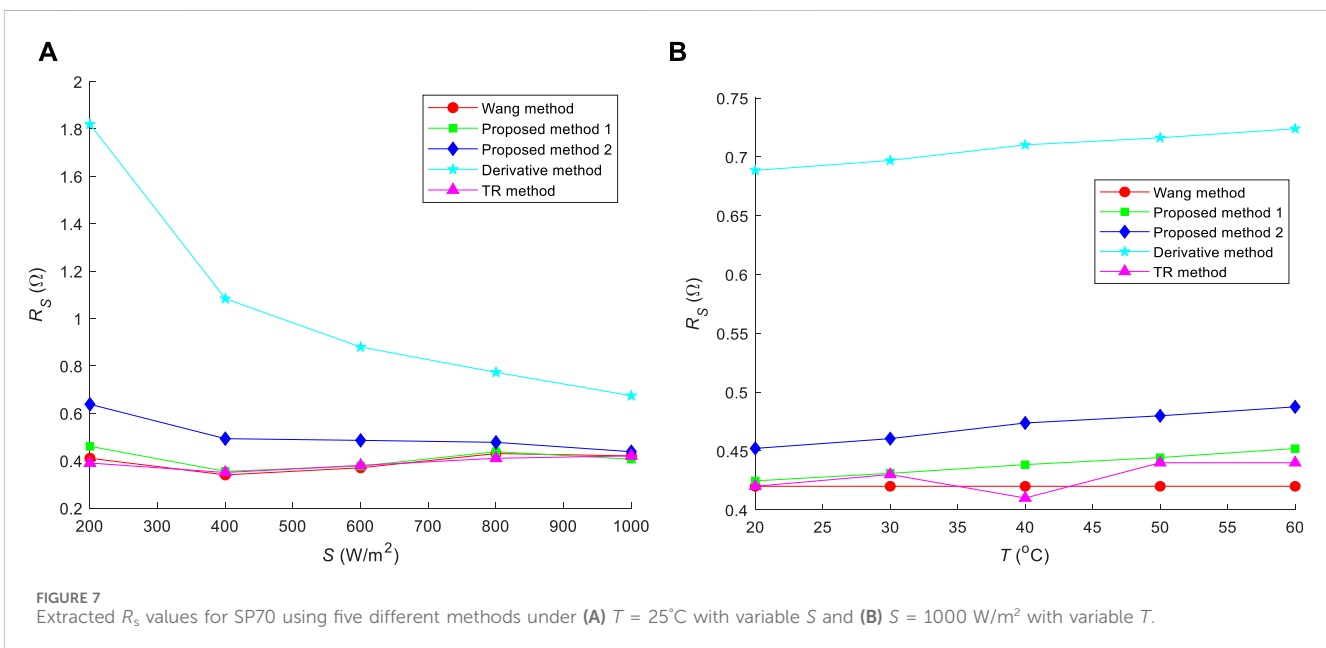 A
B
2
1.8
1.6
1.4
1.2
1
0.8
0.6
0.4
0.2
R_S (Ω)
200
300
400
500
600
700
800
900
1000
S (W/m²)
Wang method
Proposed method 1
Proposed method 2
Derivative method
TR method
0.75
0.7
0.65
0.6
0.55
0.5
0.45
0.4
R_S (Ω)
20
25
30
35
40
45
50
55
60
T (°C)
Wang method
Proposed method 1
Proposed method 2
Derivative method
TR method
FIGURE 7
Extracted Rₛ values for SP70 using five different methods under (A) T = 25°C with variable S and (B) S = 1000 W/m² with variable T.